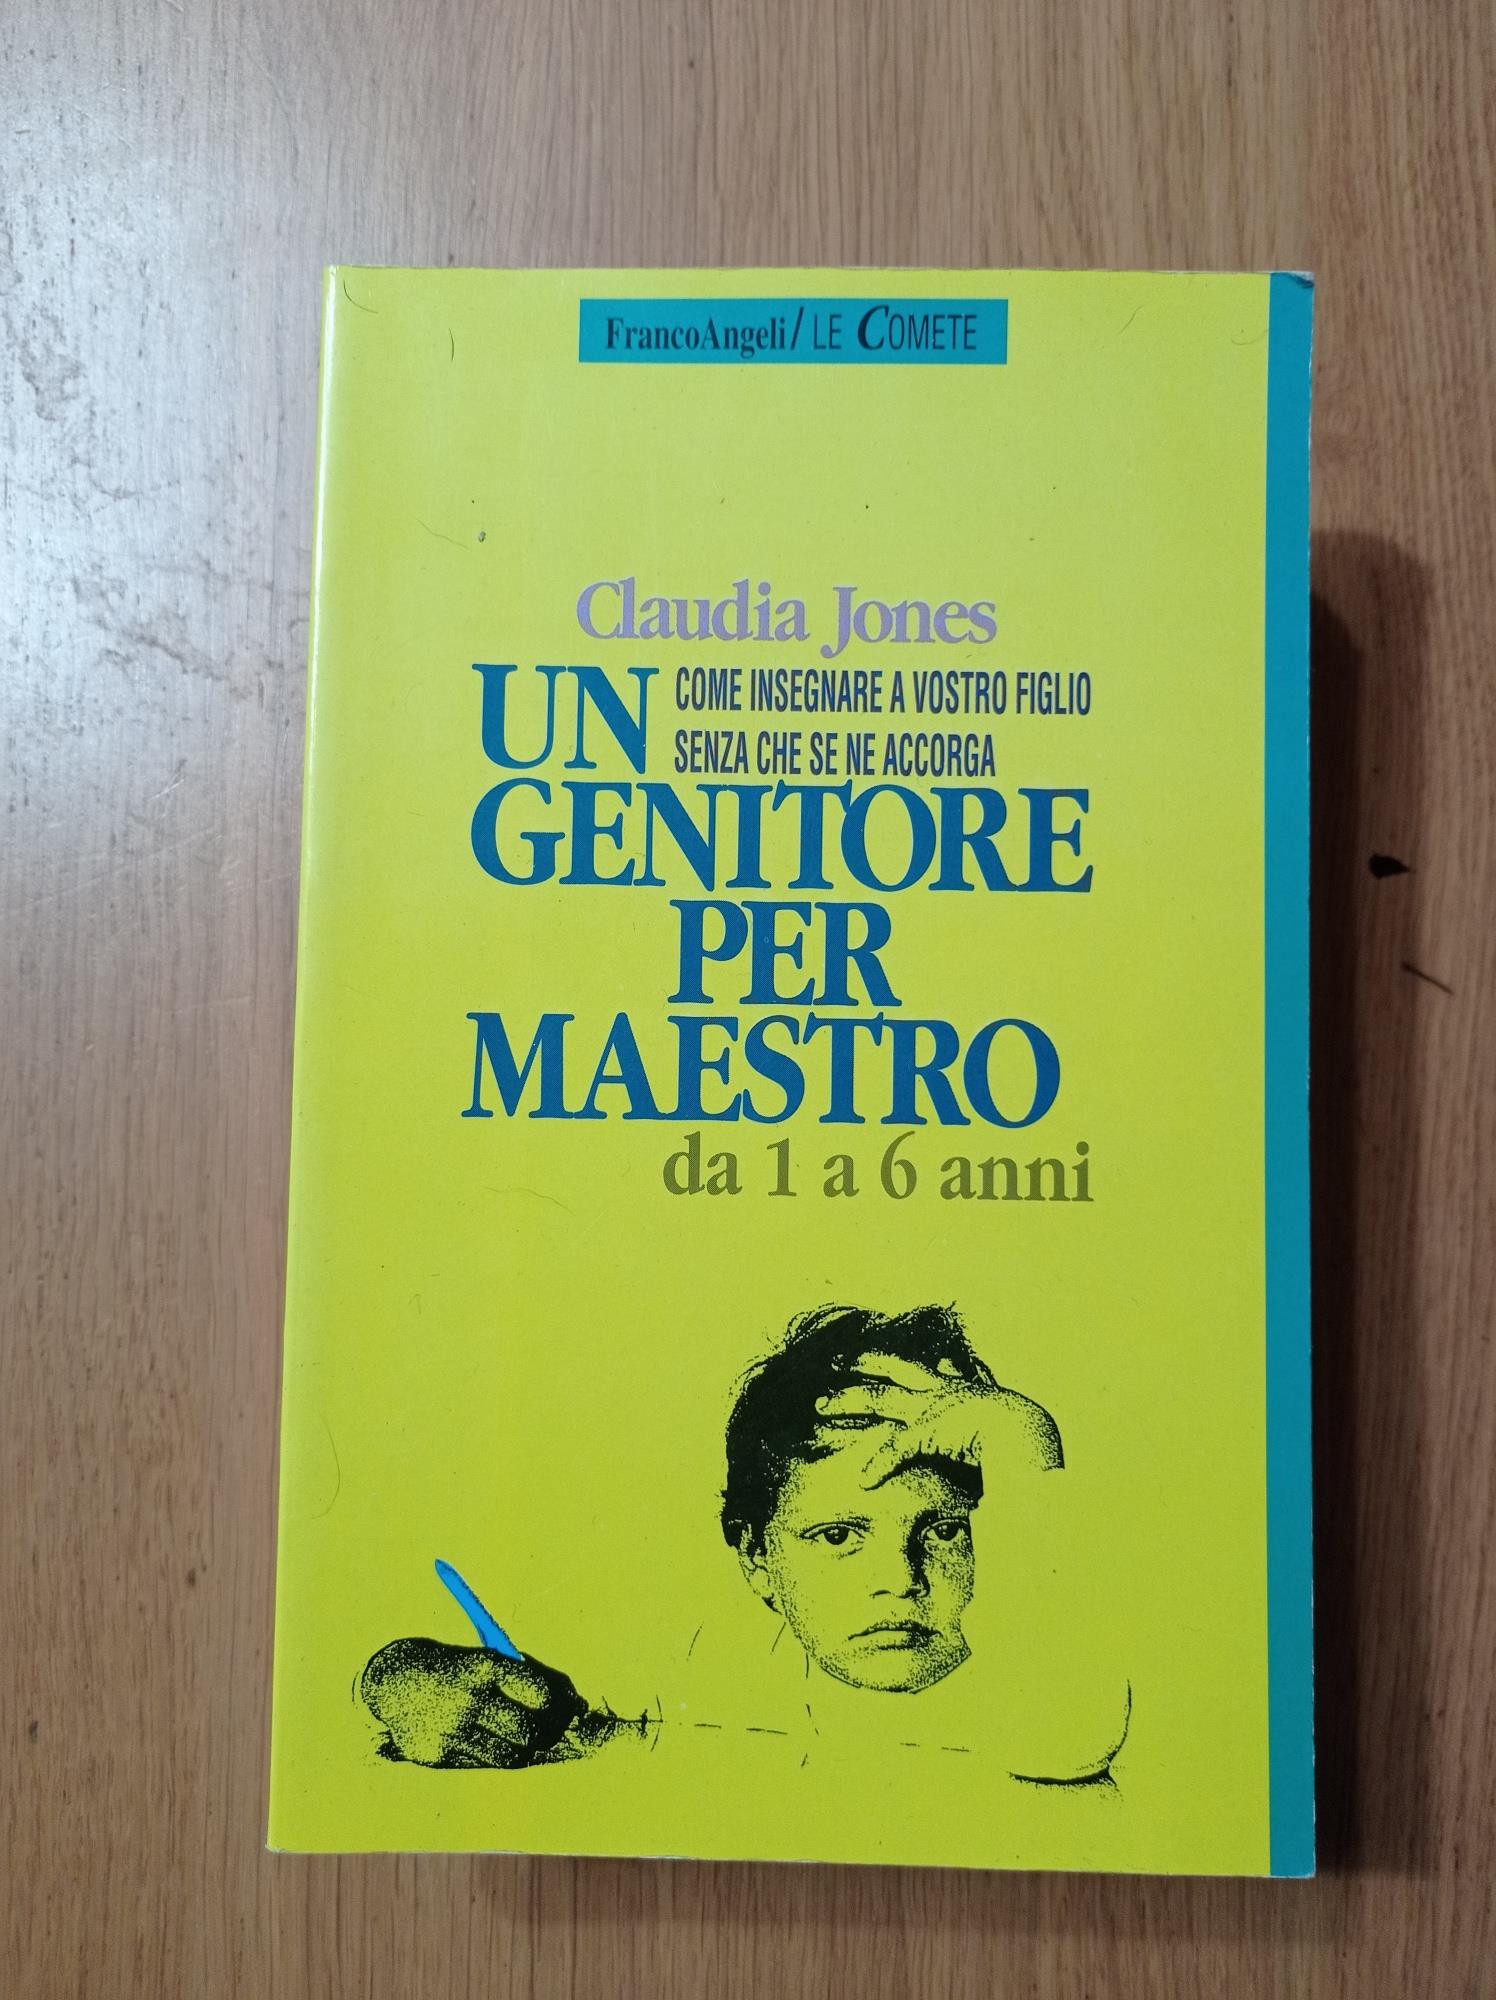 FrancoAngeli/ LE COMETE
Claudia Jones
UN
COME INSEGNARE A VOSTRO FIGLIO
SENZA CHE SE NE ACCORGA
GENITORE
PER
MAESTRO
da 1 a 6 anni